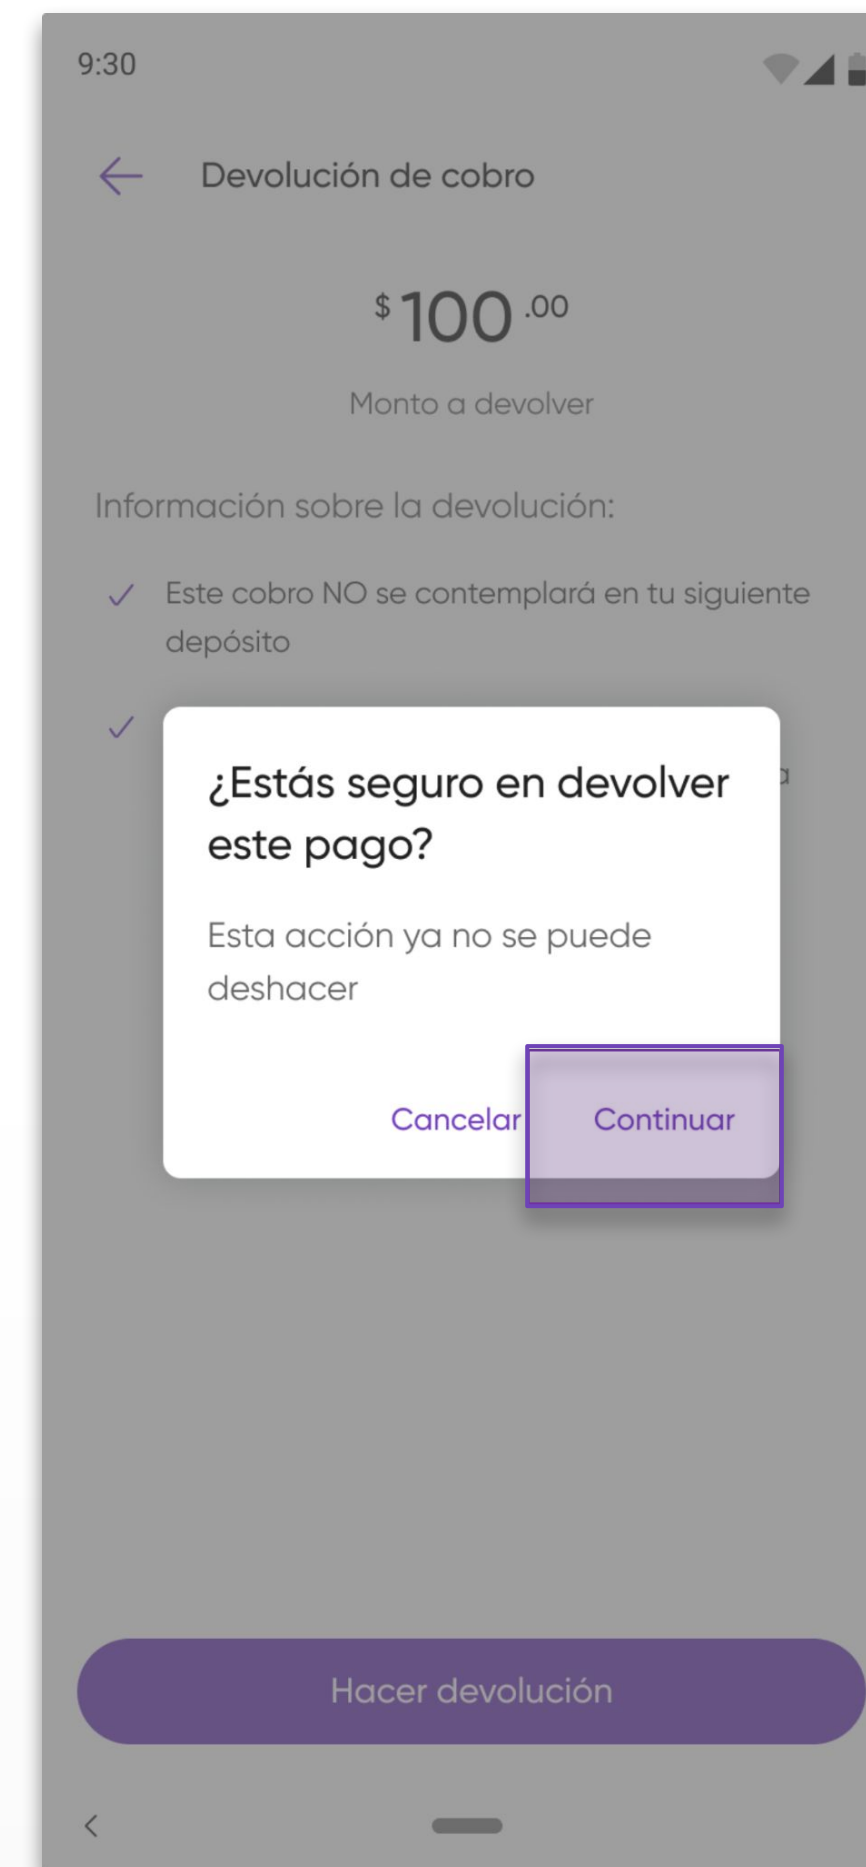 9:30
Devolución de cobro
$100.00
Monto a devolver
Información sobre la devolución:
Este cobro NO se contemplará en tu siguiente
depósito
¿Estás seguro en devolver
este pago?
Esta acción ya no se puede
deshacer
Cancelar Continuar
Hacer devolución